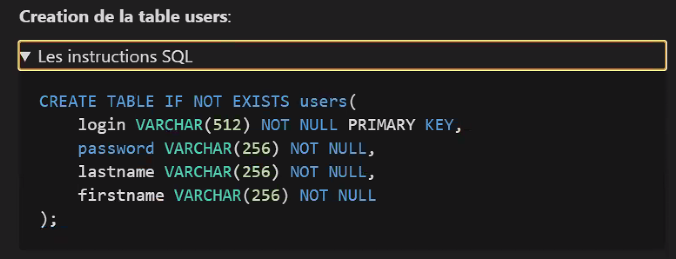 Creation de la table users:
Les instructions SQL
CREATE TABLE IF NOT EXISTS users(
    login VARCHAR(512) NOT NULL PRIMARY KEY,
    password VARCHAR(256) NOT NULL,
    lastname VARCHAR(256) NOT NULL,
    firstname VARCHAR(256) NOT NULL
);